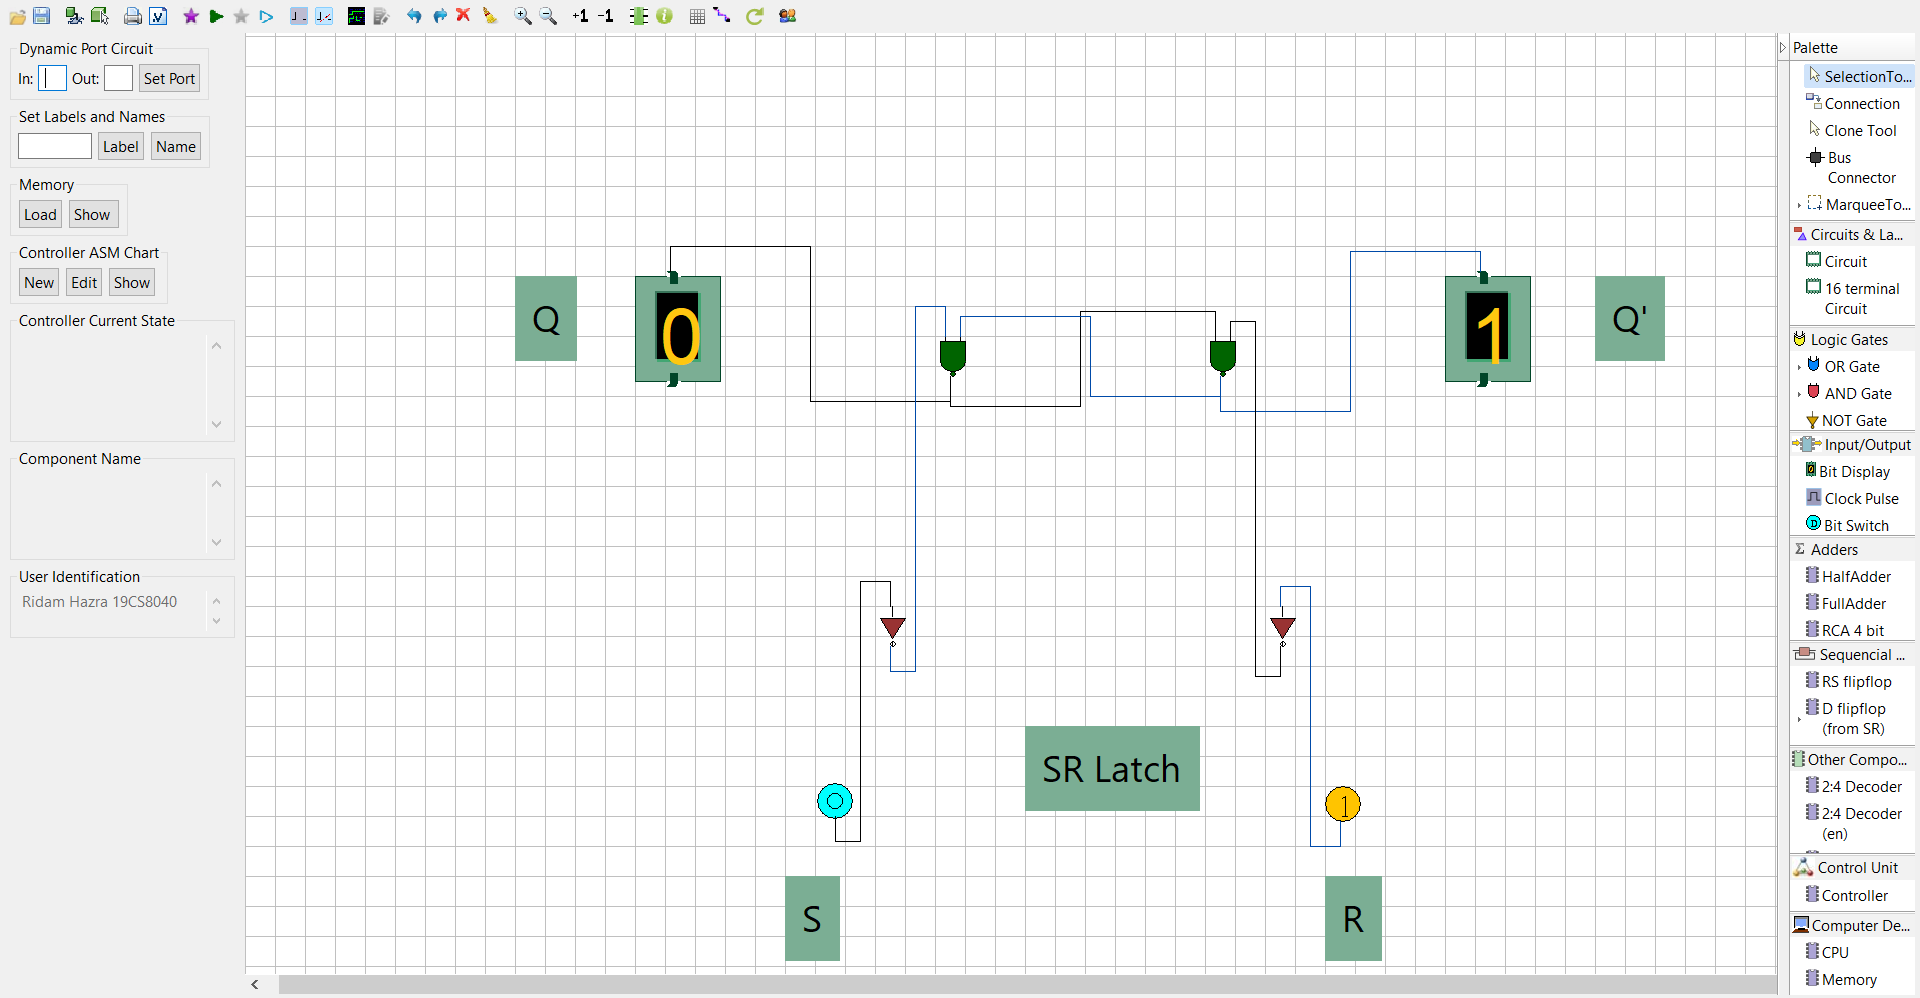 +1 -1
Dynamic Port Circuit
In: Out: Set Port
Set Labels and Names
Label Name
Memory
Load Show
Controller ASM Chart
New Edit Show
Controller Current State
Component Name
User Identification
Ridam Hazra 19CS8040
Q
0
1
Q'
SR Latch
0
1
S
R
Palette
SelectionTo...
Connection
Clone Tool
Bus
Connector
MarqueeTo...
Circuits & La...
Circuit
16 terminal
Circuit
Logic Gates
OR Gate
AND Gate
NOT Gate
Input/Output
Bit Display
Clock Pulse
D
Bit Switch
Σ Adders
HalfAdder
FullAdder
RCA 4 bit
Sequential ...
RS flipflop
D flipflop
(from SR)
Other Compo...
2:4 Decoder
2:4 Decoder
(en)
Control Unit
Controller
Computer De...
CPU
Memory